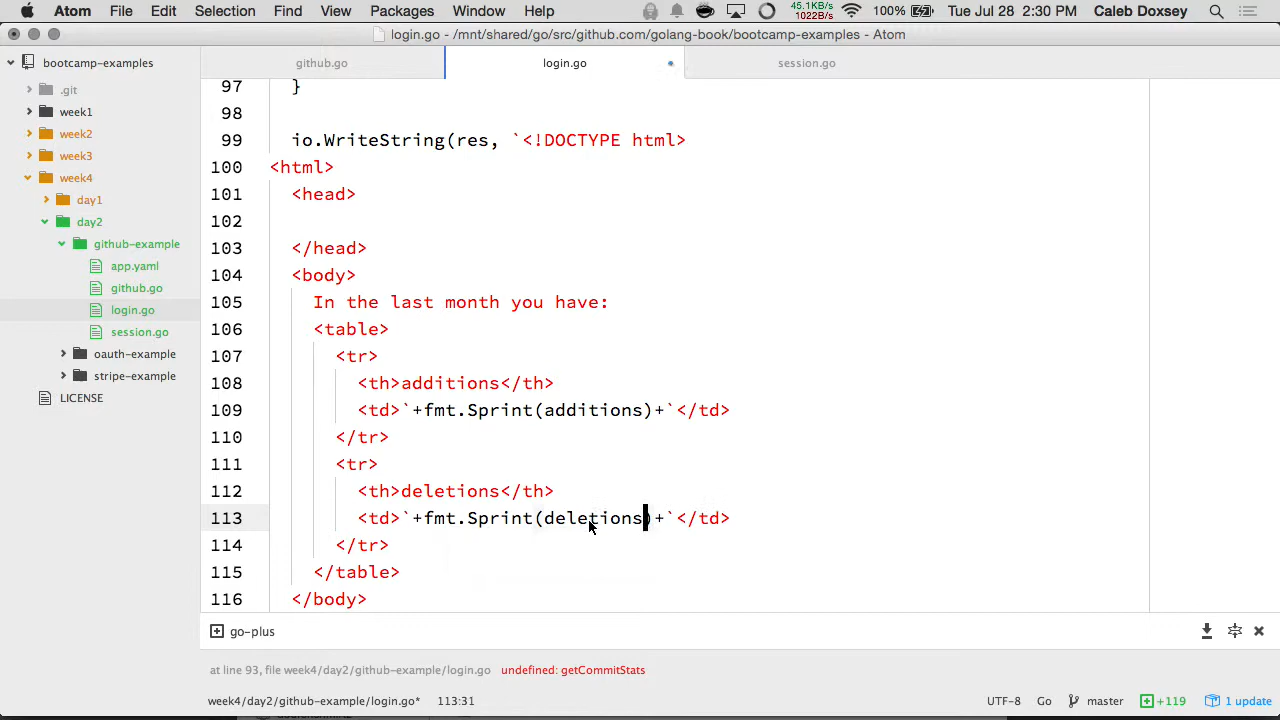 Atom File Edit Selection Find View Packages Window Help 45.1KB/s 1022B/s 100% Tue Jul 28 2:30 PM Caleb Doxsey
login.go - /mnt/shared/go/src/github.com/golang-book/bootcamp-examples - Atom
bootcamp-examples
.git
week1
week2
week3
week4
day1
day2
github-example
app.yaml
github.go
login.go
session.go
oauth-example
stripe-example
LICENSE
github.go login.go session.go
97 }
98
99 io.WriteString(res, `<!DOCTYPE html>
100 <html>
101 <head>
102
103 </head>
104 <body>
105 In the last month you have:
106 <table>
107 <tr>
108 <th>additions</th>
109 <td>`+fmt.Sprint(additions)+`</td>
110 </tr>
111 <tr>
112 <th>deletions</th>
113 <td>`+fmt.Sprint(deletions)+`</td>
114 </tr>
115 </table>
116 </body>
go-plus
at line 93, file week4/day2/github-example/login.go undefined: getCommitStats
week4/day2/github-example/login.go* 113:31 UTF-8 Go master +119 1 update